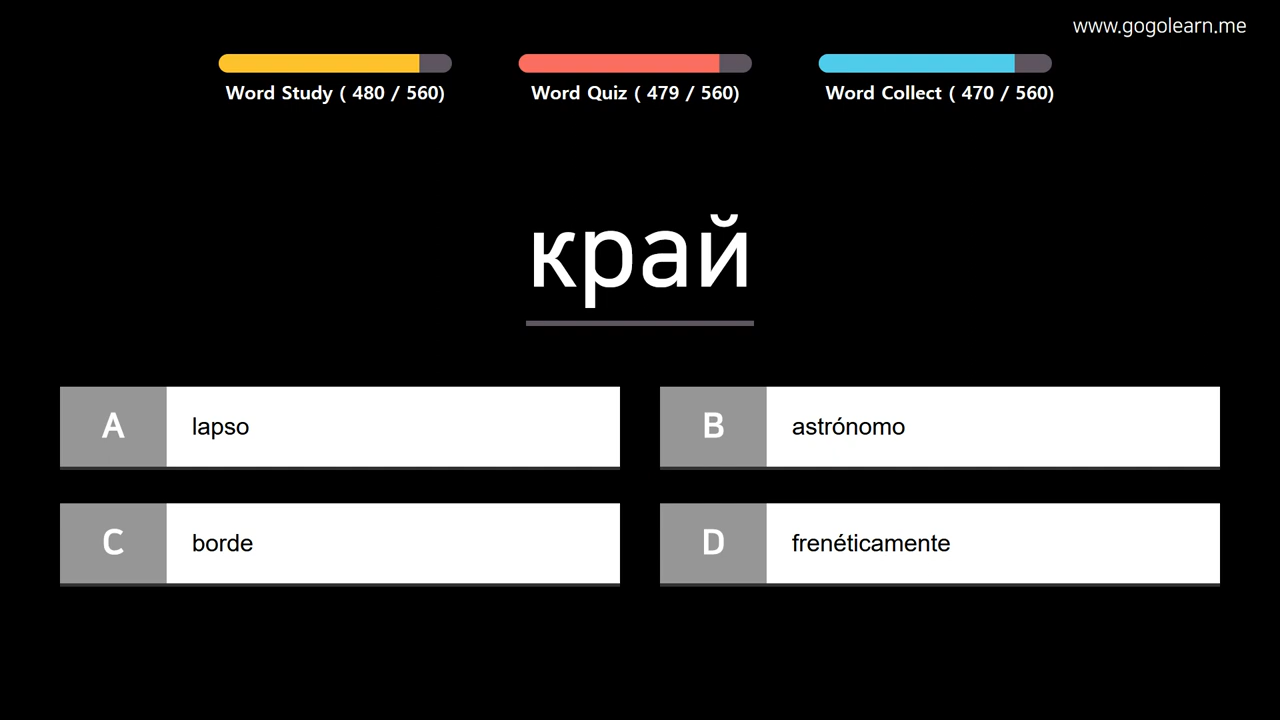 www.gogolearn.me
Word Study ( 480 / 560)
Word Quiz ( 479 / 560)
Word Collect ( 470 / 560)
край
A lapso
B astrónomo
C borde
D frenéticamente